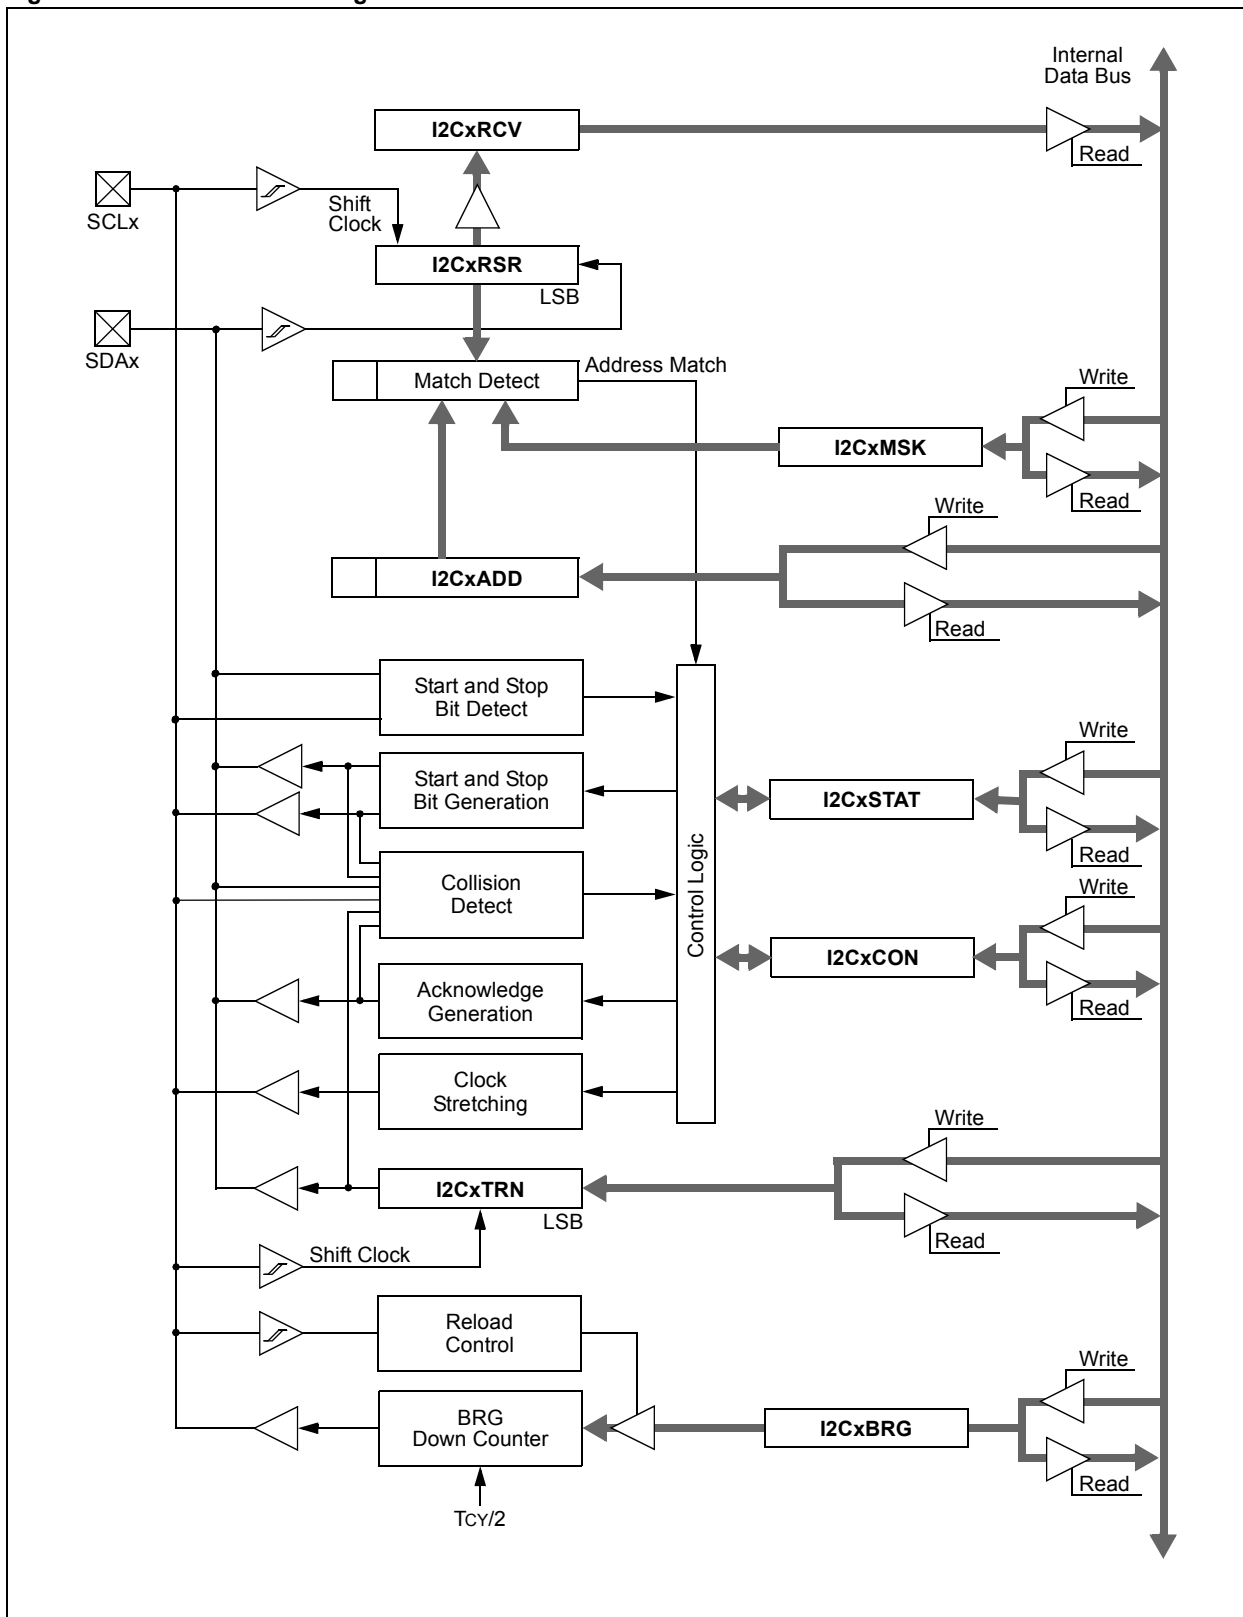 Internal
Data Bus
I2CxRCV
Read
SCLx
Shift
Clock
I2CxRSR
LSB
SDAx
Match Detect
Address Match
Write
I2CxMSK
Read
Write
I2CxADD
Read
Start and Stop
Bit Detect
Write
Start and Stop
Bit Generation
I2CxSTAT
Read
Control Logic
Collision
Detect
Write
I2CxCON
Read
Acknowledge
Generation
Clock
Stretching
Write
I2CxTRN
LSB
Read
Shift Clock
Reload
Control
Write
BRG
Down Counter
I2CxBRG
Read
TCY/2